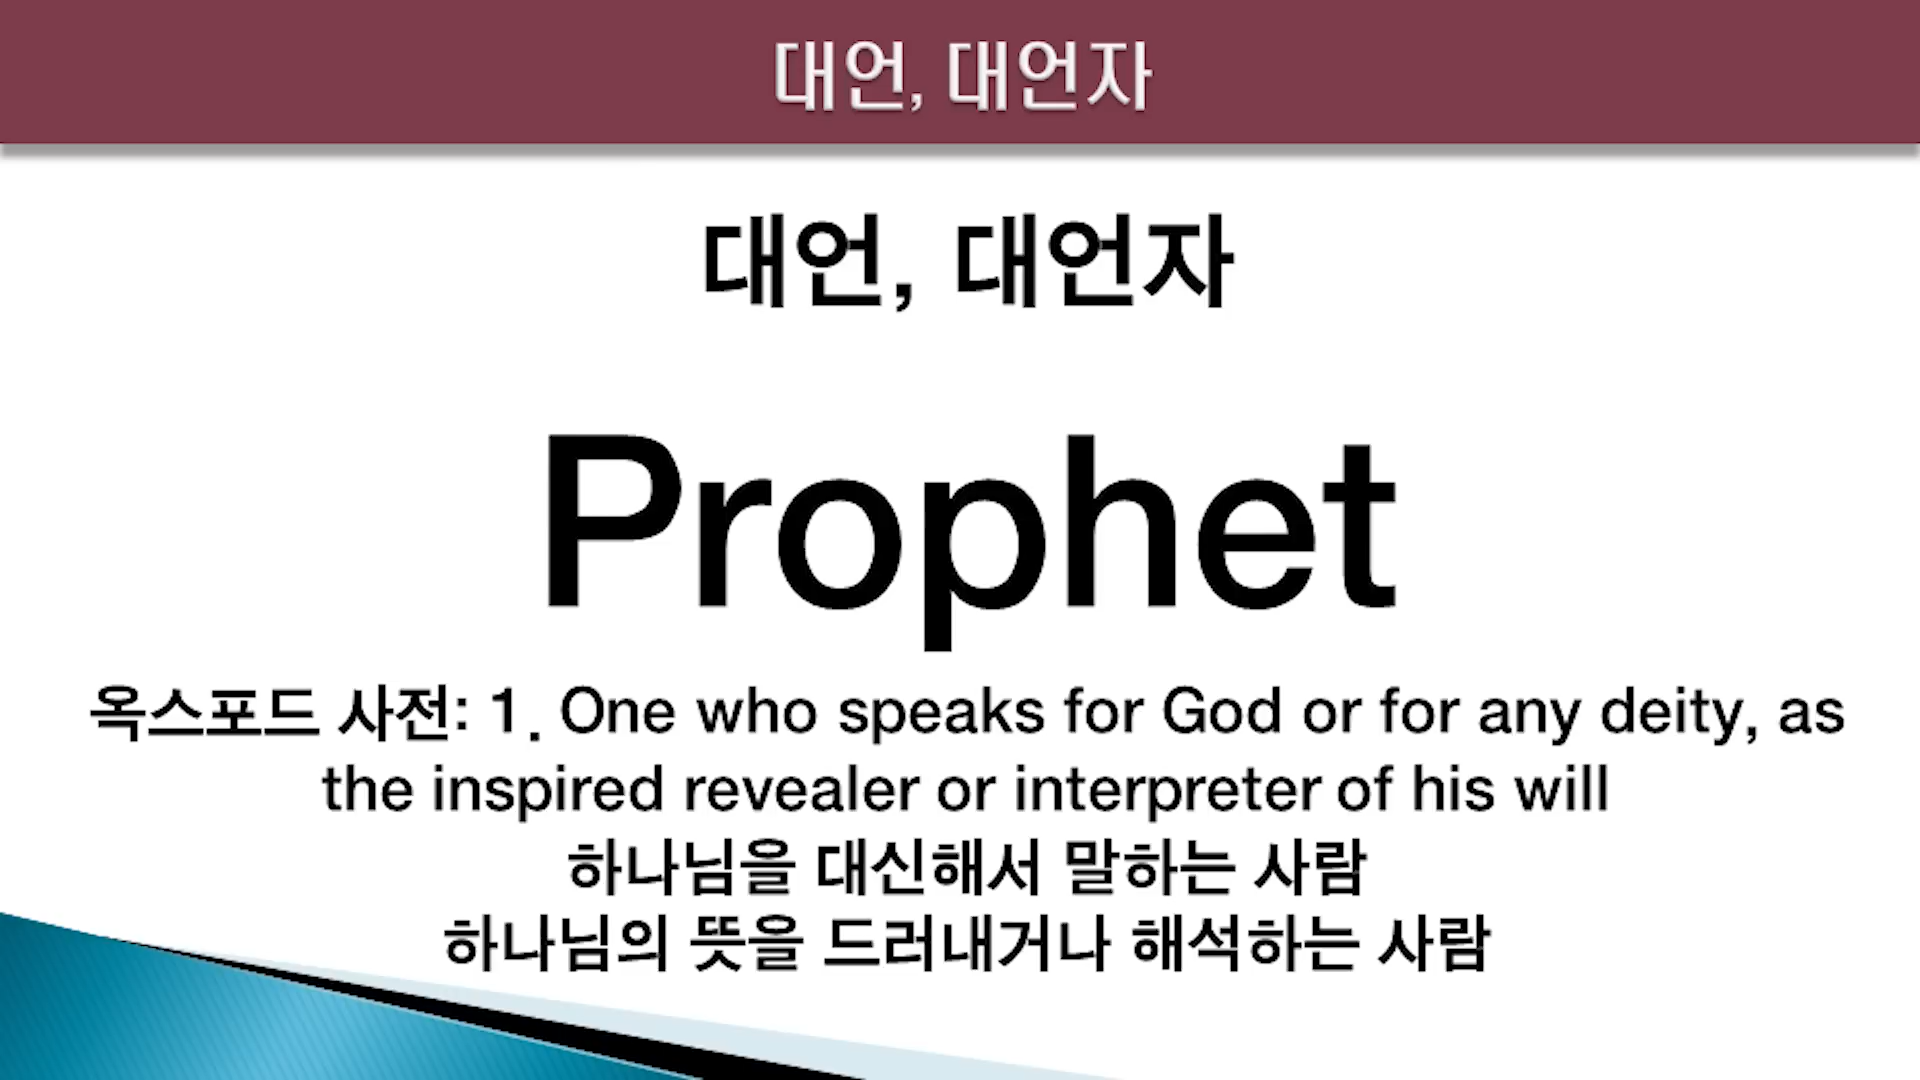 대언, 대언자
대언, 대언자
Prophet
옥스포드 사전: 1. One who speaks for God or for any deity, as
the inspired revealer or interpreter of his will
하나님을 대신해서 말하는 사람
하나님의 뜻을 드러내거나 해석하는 사람